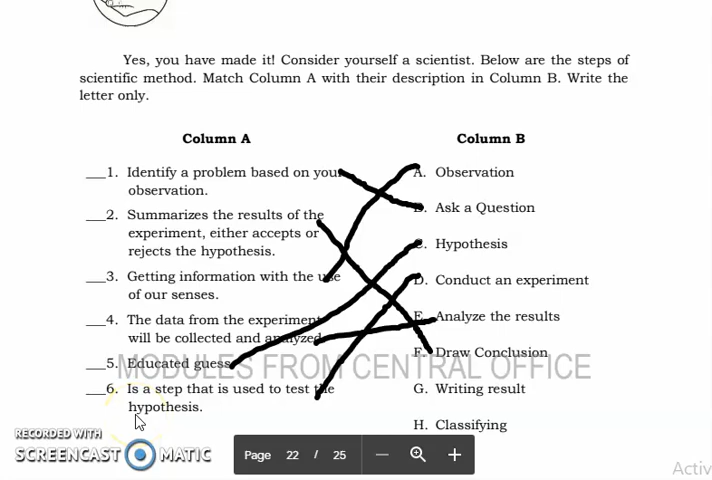 Yes, you have made it! Consider yourself a scientist. Below are the steps of
scientific method. Match Column A with their description in Column B. Write the
letter only.
Column A
Column B
___1. Identify a problem based on your
observation.
___2. Summarizes the results of the
experiment, either accepts or
rejects the hypothesis.
___3. Getting information with the use
of our senses.
___4. The data from the experiment
will be collected and analyzed.
___5. Educated guess
___6. Is a step that is used to test the
hypothesis.
A. Observation
B. Ask a Question
C. Hypothesis
D. Conduct an experiment
E. Analyze the results
F. Draw Conclusion
G. Writing result
H. Classifying
MODULES FROM CENTRAL OFFICE
RECORDED WITH
SCREENCAST MATIC
Page 22 / 25
Activ